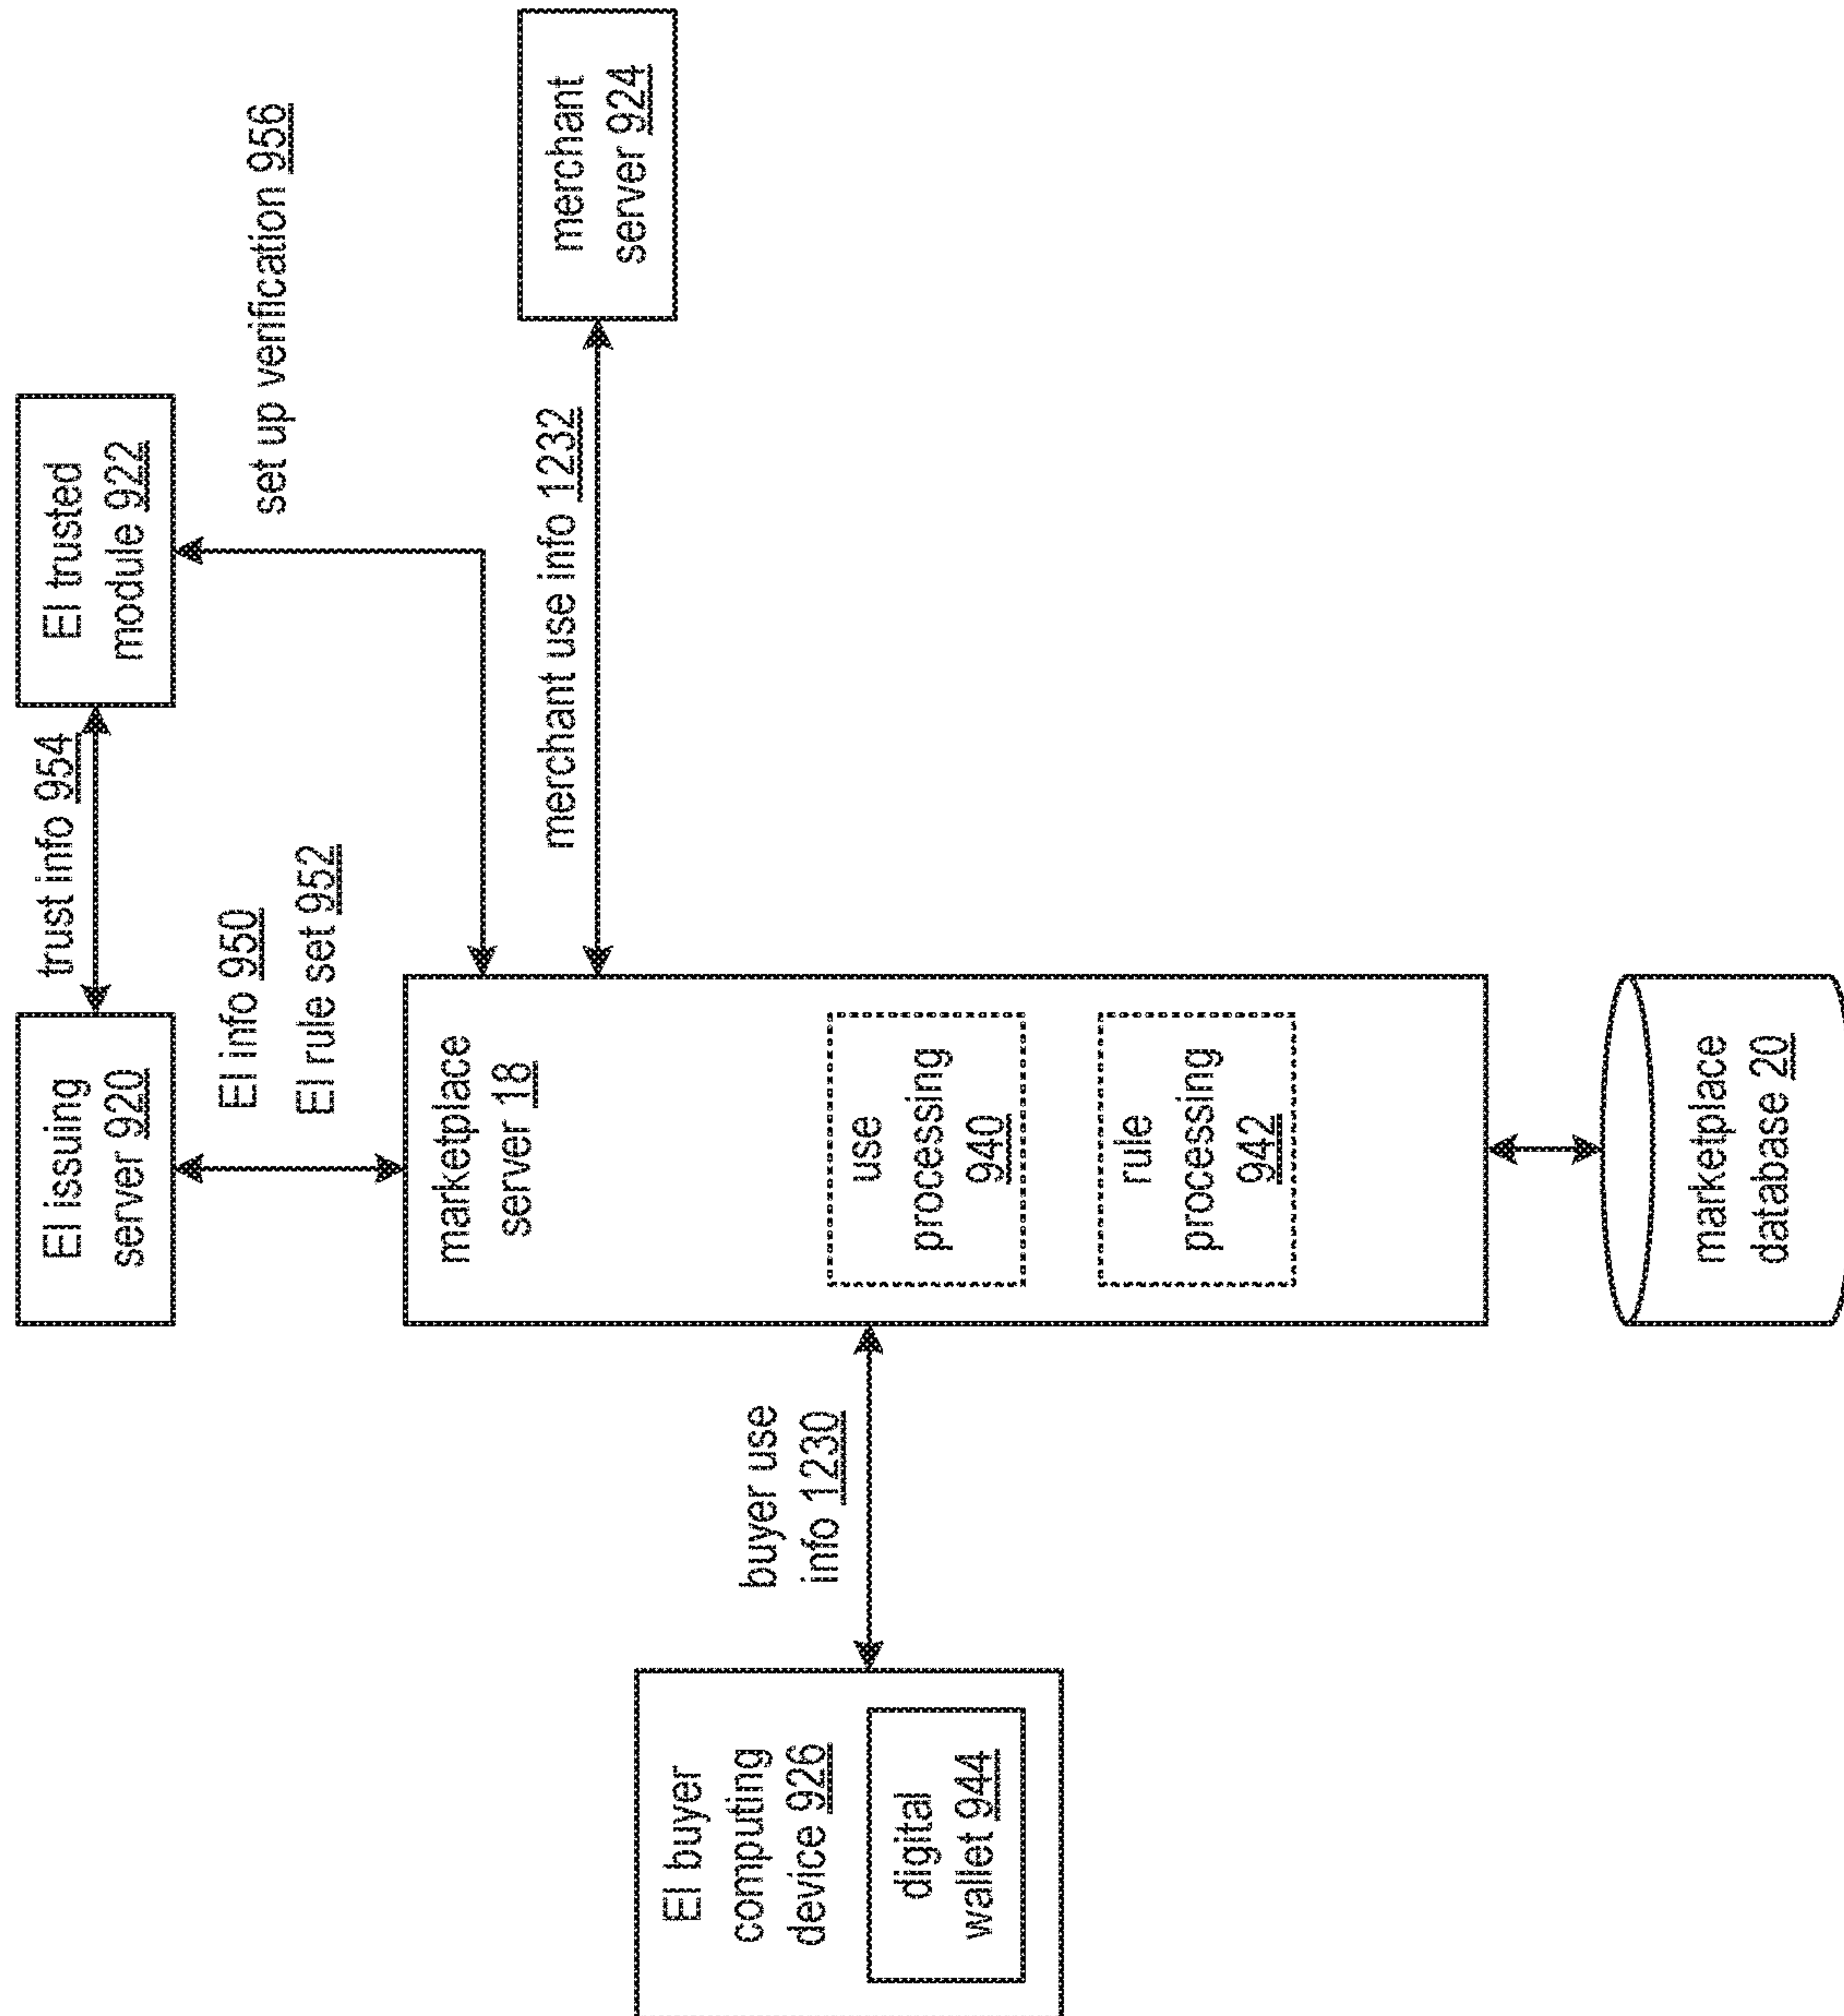 EI issuing
server 920
trust info 954
EI trusted
module 922
EI info 950
EI rule set 952
set up verification 956
marketplace
server 18
merchant use info 1232
merchant
server 924
buyer use
info 1230
EI buyer
computing
device 926
digital
wallet 944
use
processing
940
rule
processing
942
marketplace
database 20